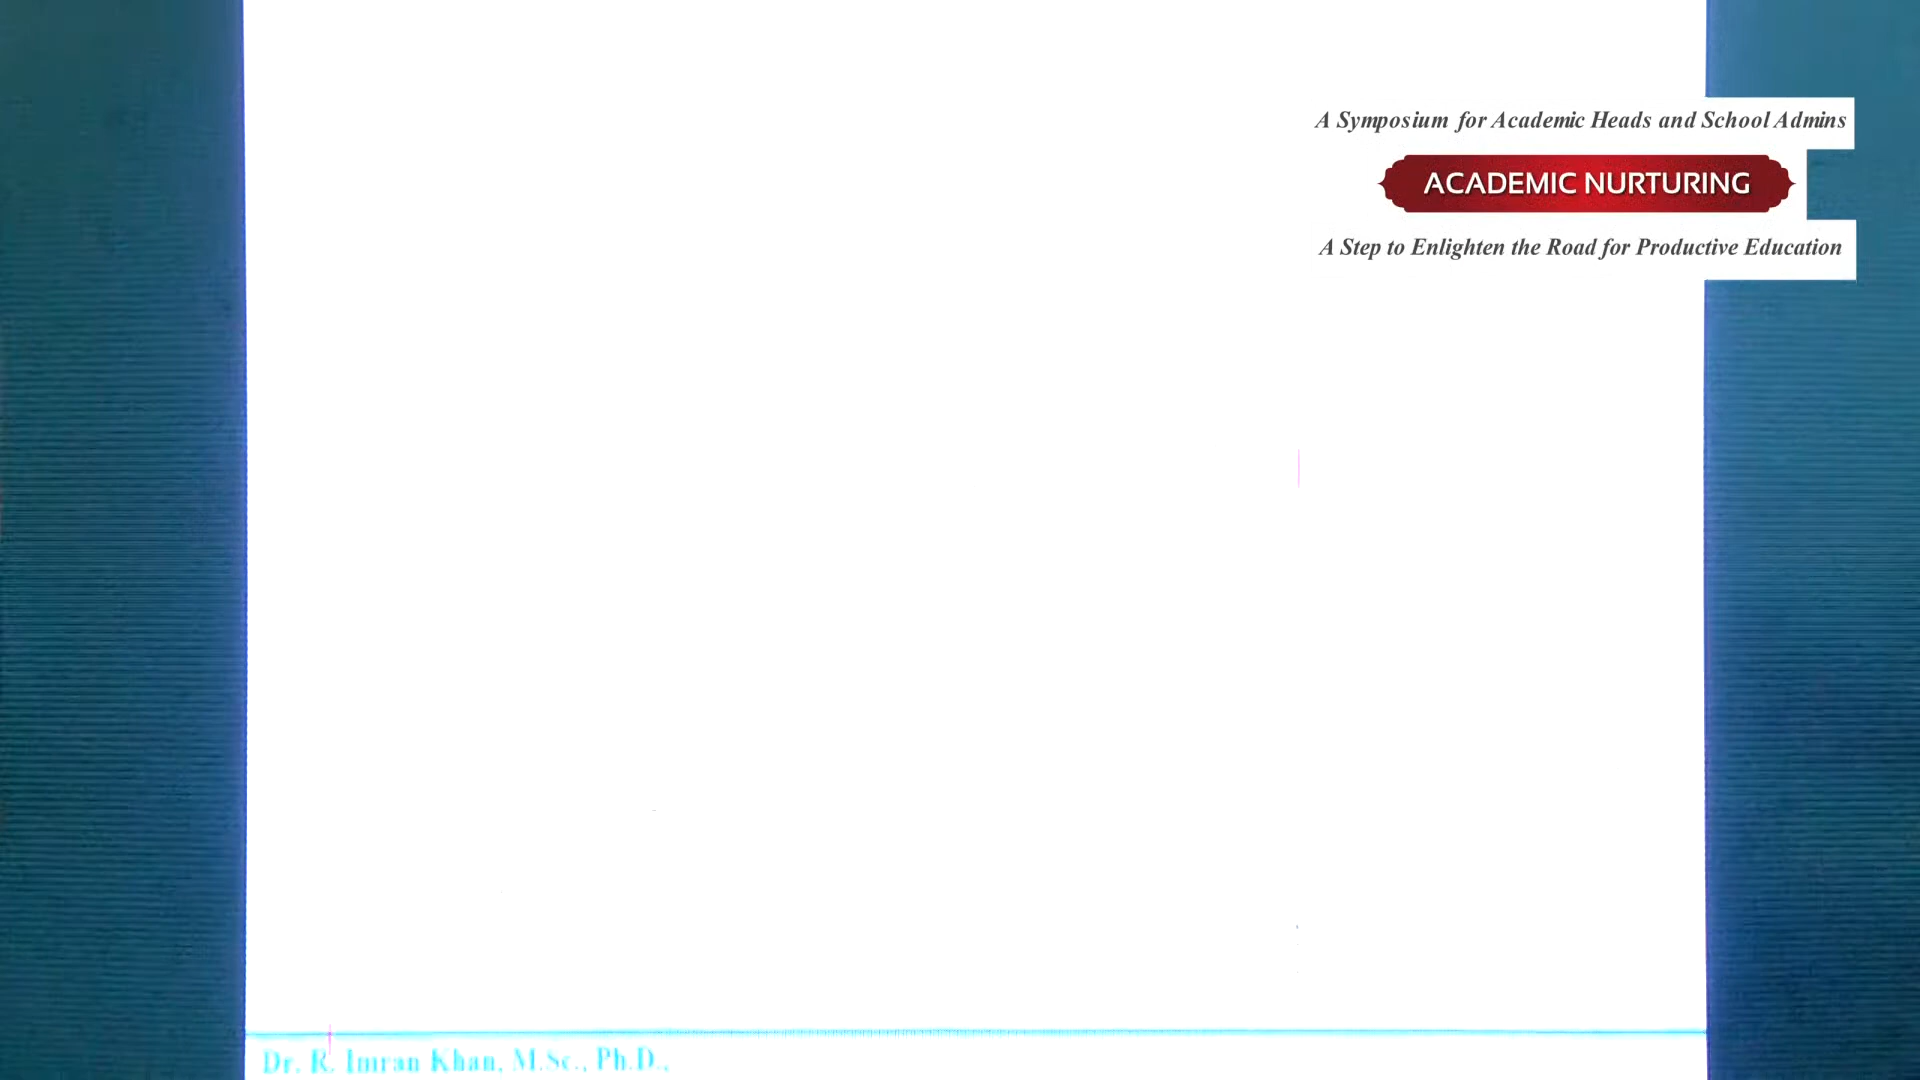 A Symposium for Academic Heads and School Admins
ACADEMIC NURTURING
A Step to Enlighten the Road for Productive Education
Dr. R. Imran Khan, M.Sc., Ph.D.,